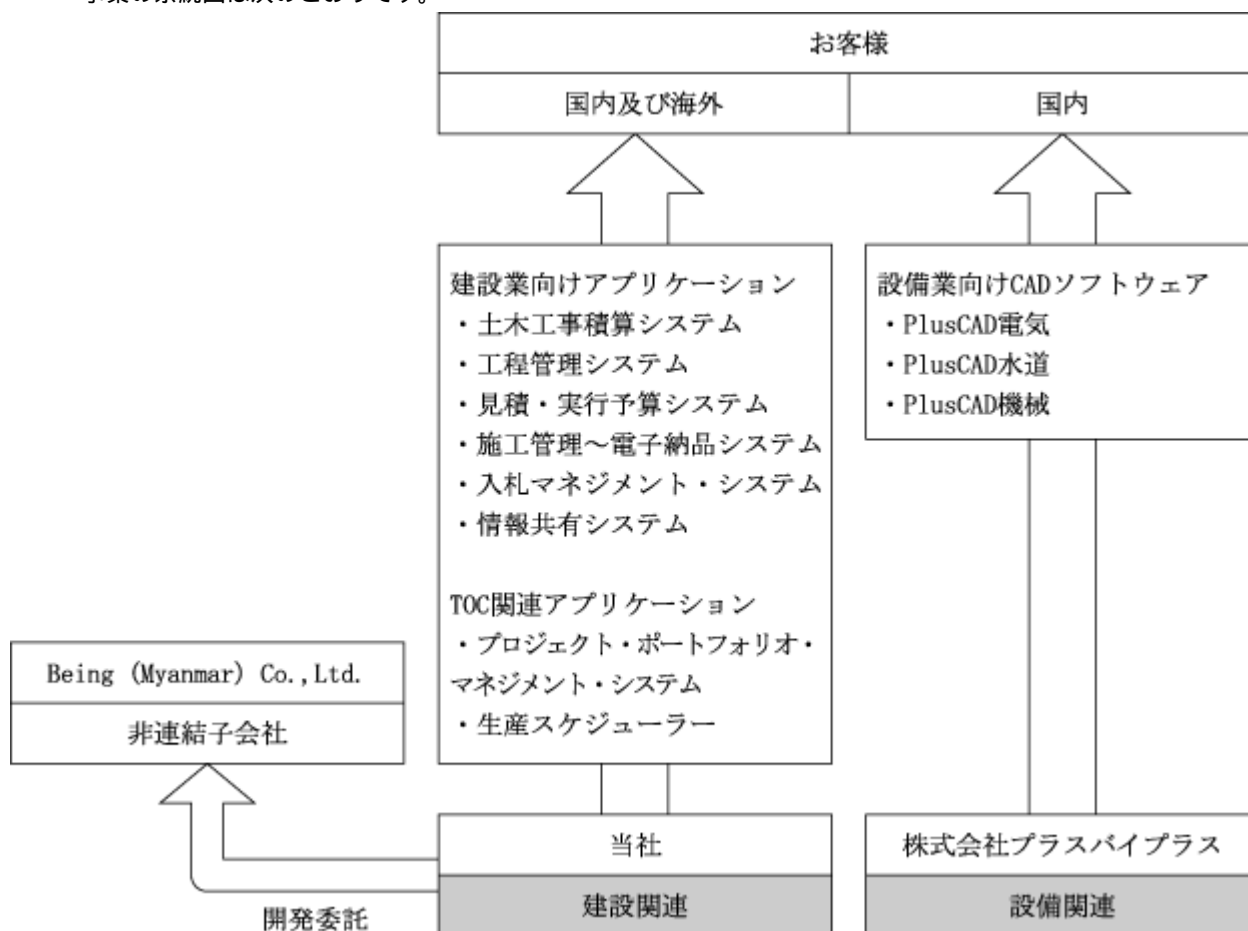 事業の系統図は次のとおりです。
お客様
国内及び海外
国内
建設業向けアプリケーション
・土木工事積算システム
・工程管理システム
・見積・実行予算システム
・施工管理～電子納品システム
・入札マネジメント・システム
・情報共有システム
TOC関連アプリケーション
・プロジェクト・ポートフォリオ・
マネジメント・システム
・生産スケジューラー
設備業向けCADソフトウェア
・PlusCAD電気
・PlusCAD水道
・PlusCAD機械
Being (Myanmar) Co.,Ltd.
非連結子会社
開発委託
当社
建設関連
株式会社プラスバイプラス
設備関連